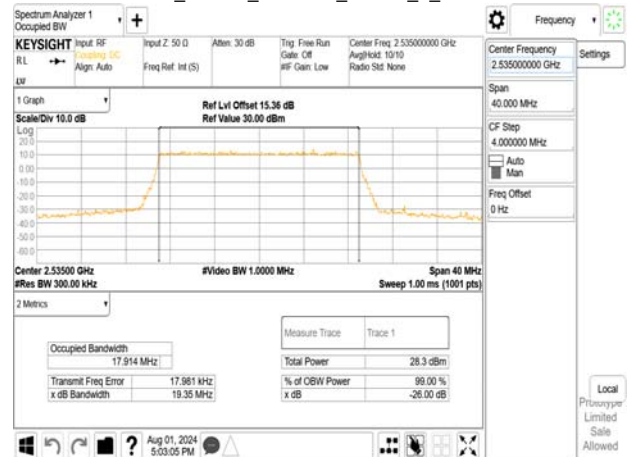 Spectrum Analyzer 1
Occupied BW
+
Frequency
KEYSIGHT
Input: RF
Coupling: DC
Align: Auto
Input Z: 50 Ω
Freq Ref: Int (S)
Atten: 30 dB
Trig: Free Run
Gate: Off
#IF Gain: Low
Center Freq: 2.535000000 GHz
Avg|Hold: 10/10
Radio Std: None
RL
Center Frequency
2.535000000 GHz
Settings
Span
40.000 MHz
CF Step
4.000000 MHz
Auto
Man
Freq Offset
0 Hz
1 Graph
Scale/Div 10.0 dB
Ref Lvl Offset 15.36 dB
Ref Value 30.00 dBm
Log
20.0
10.0
0.00
-10.0
-20.0
-30.0
-40.0
-50.0
-60.0
Center 2.53500 GHz
#Video BW 1.0000 MHz
Span 40 MHz
#Res BW 300.00 kHz
Sweep 1.00 ms (1001 pts)
2 Metrics
Measure Trace
Trace 1
Occupied Bandwidth
17.914 MHz
Total Power
28.3 dBm
Transmit Freq Error
17.961 kHz
% of OBW Power
99.00 %
x dB Bandwidth
19.35 MHz
x dB
-26.00 dB
Local
Prototype
Limited
Sale
Allowed
?
Aug 01, 2024
5:03:05 PM